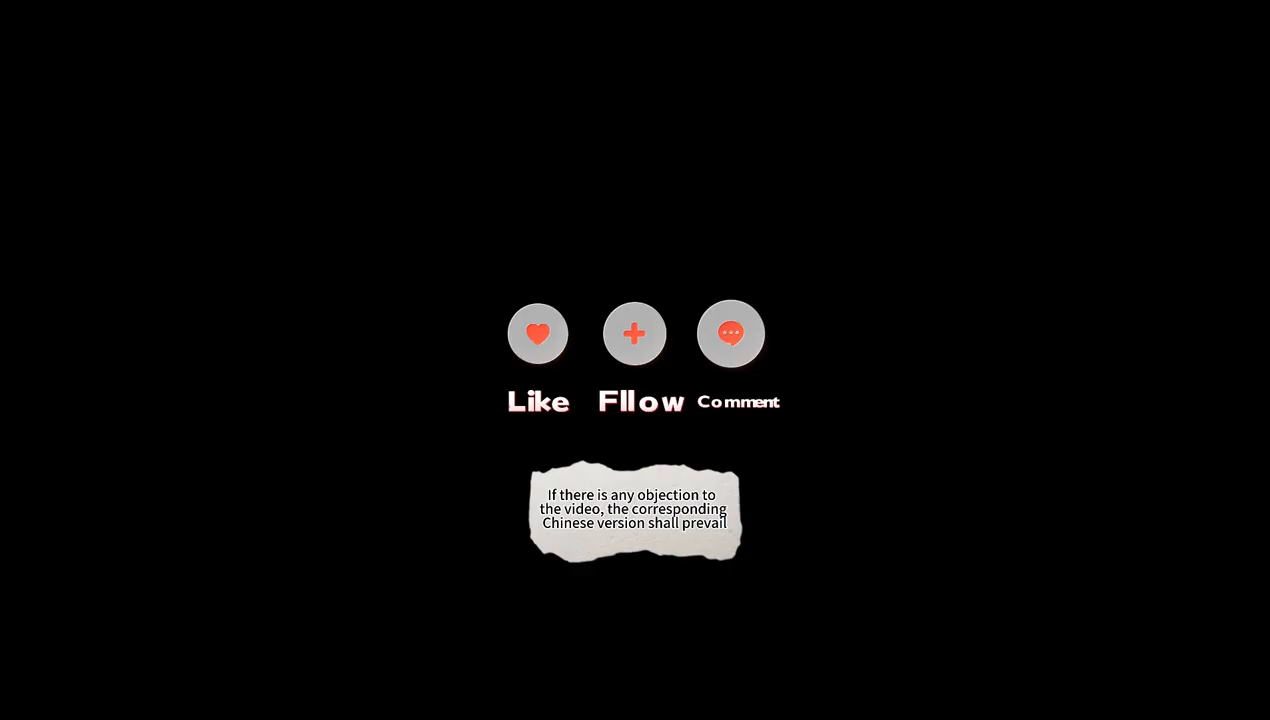 Like Fllow Comment
If there is any objection to
the video, the corresponding
Chinese version shall prevail